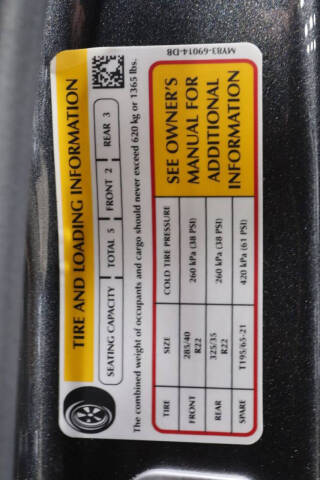 TIRE AND LOADING INFORMATION
SEATING CAPACITY TOTAL 5 FRONT 2 REAR 3
The combined weight of occupants and cargo should never exceed 620 kg or 1365 lbs.
TIRE SIZE COLD TIRE PRESSURE
FRONT 285/40 R22 260 kPa (38 PSI)
REAR 325/35 R22 260 kPa (38 PSI)
SPARE T195/65-21 420 kPa (61 PSI)
SEE OWNER'S
MANUAL FOR
ADDITIONAL
INFORMATION
MY83-69014-DB